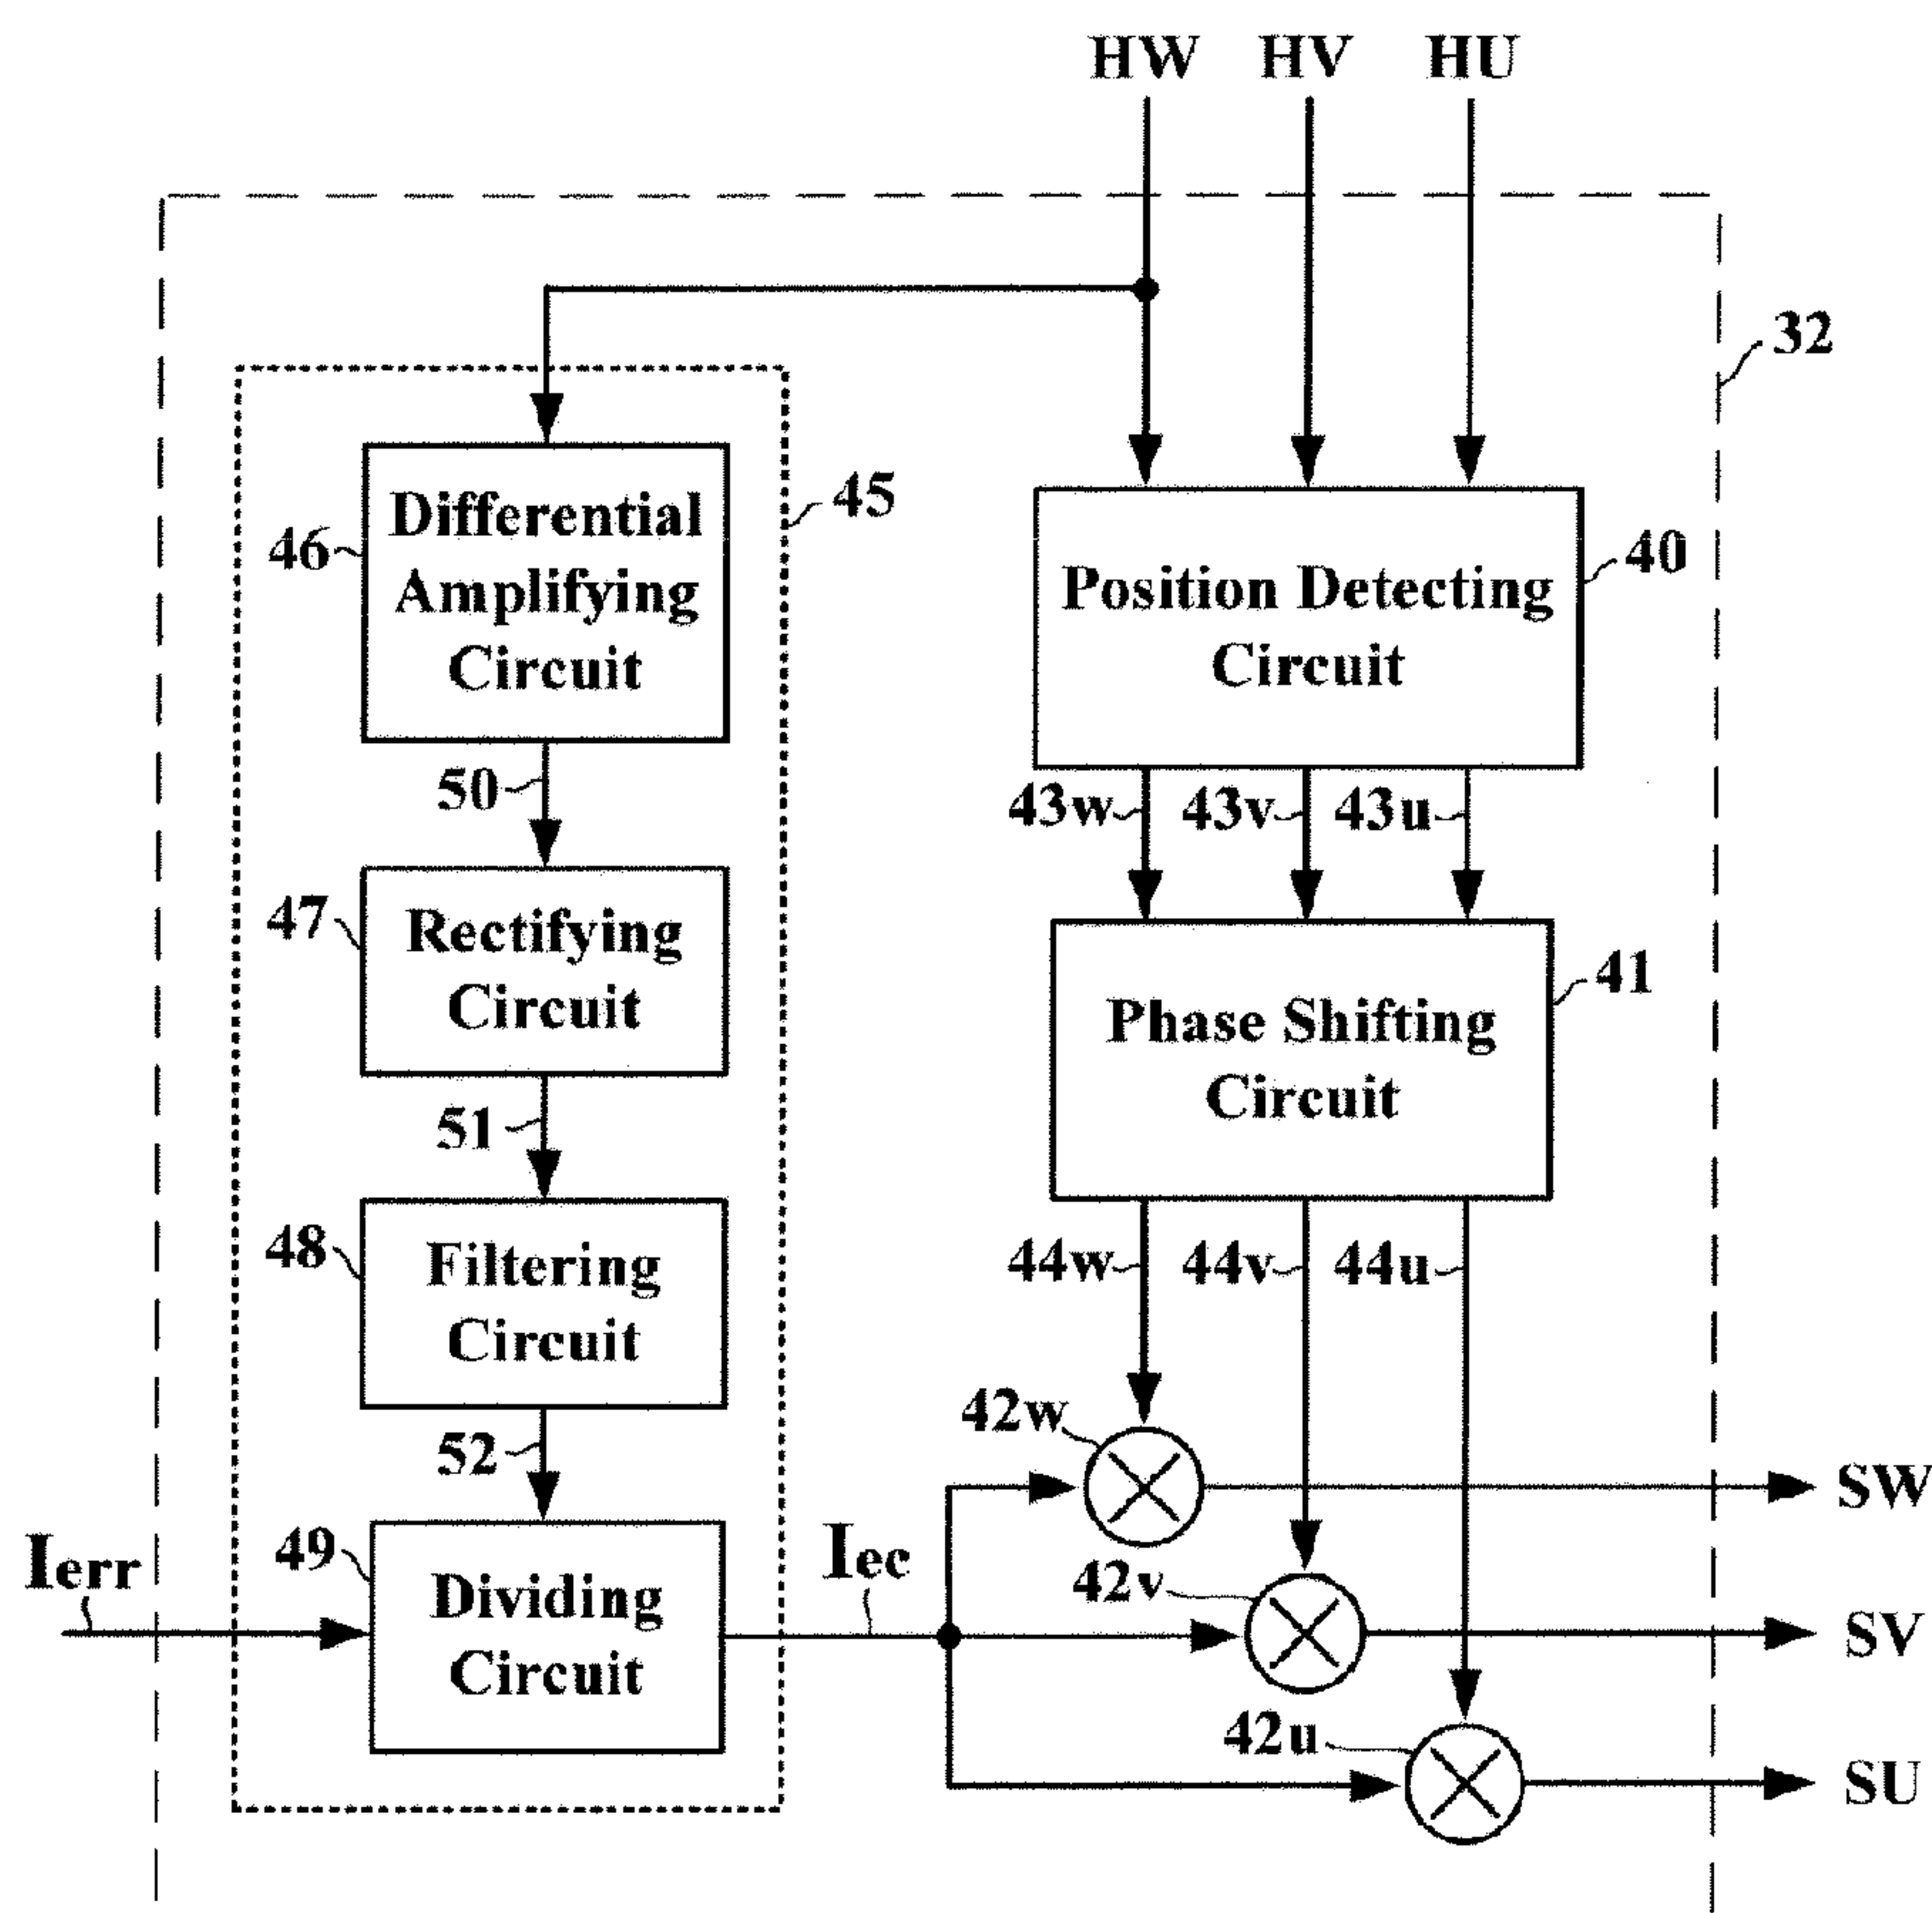 HW HV HU
32
45
46
Differential
Amplifying
Circuit
40
Position Detecting
Circuit
50
43w 43v 43u
47
Rectifying
Circuit
41
Phase Shifting
Circuit
51
48
Filtering
Circuit
44w 44v 44u
52
42w
SW
Ierr
49
Dividing
Circuit
Iec
42v
SV
42u
SU